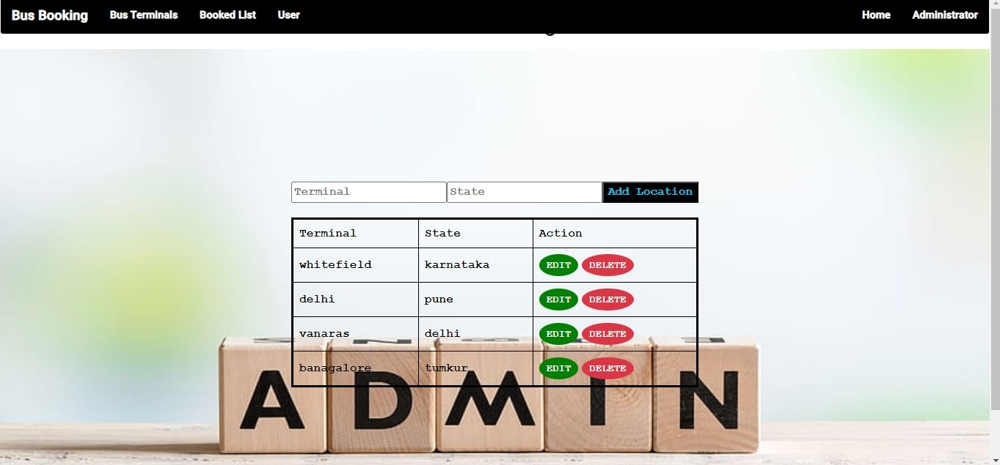 Bus Booking Bus Terminals Booked List User Home Administrator
Terminal State Add Location
Terminal State Action
whitefield karnataka EDIT DELETE
delhi pune EDIT DELETE
vanaras delhi EDIT DELETE
banagalore tumkur EDIT DELETE
ADMIN